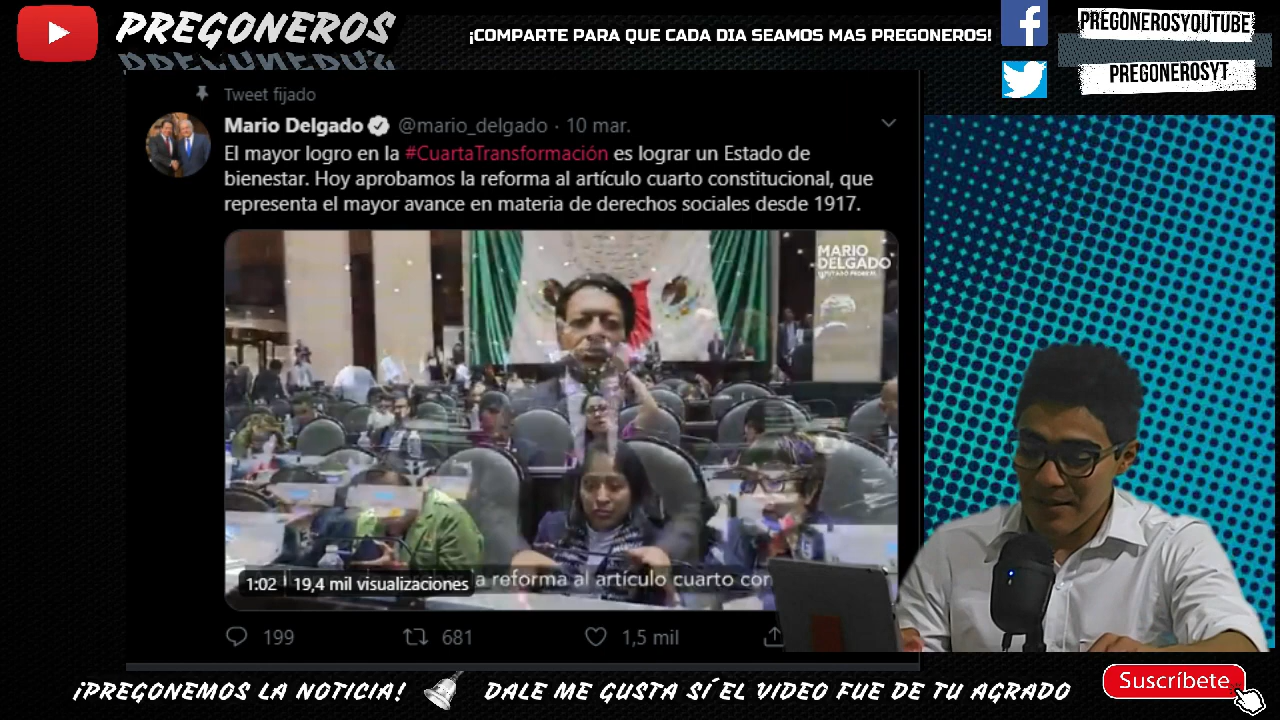 PREGONEROS
¡COMPARTE PARA QUE CADA DIA SEAMOS MAS PREGONEROS!
PREGONEROSYOUTUBE
PREGONEROSYT
Tweet fijado
Mario Delgado @mario_delgado · 10 mar.
El mayor logro en la #CuartaTransformación es lograr un Estado de
bienestar. Hoy aprobamos la reforma al artículo cuarto constitucional, que
representa el mayor avance en materia de derechos sociales desde 1917.
MARIO
DELGADO
1:02 19,4 mil visualizaciones
a reforma al artículo cuarto con
199 681 1,5 mil
¡PREGONEMOS LA NOTICIA! DALE ME GUSTA SÍ EL VIDEO FUE DE TU AGRADO
Suscríbete